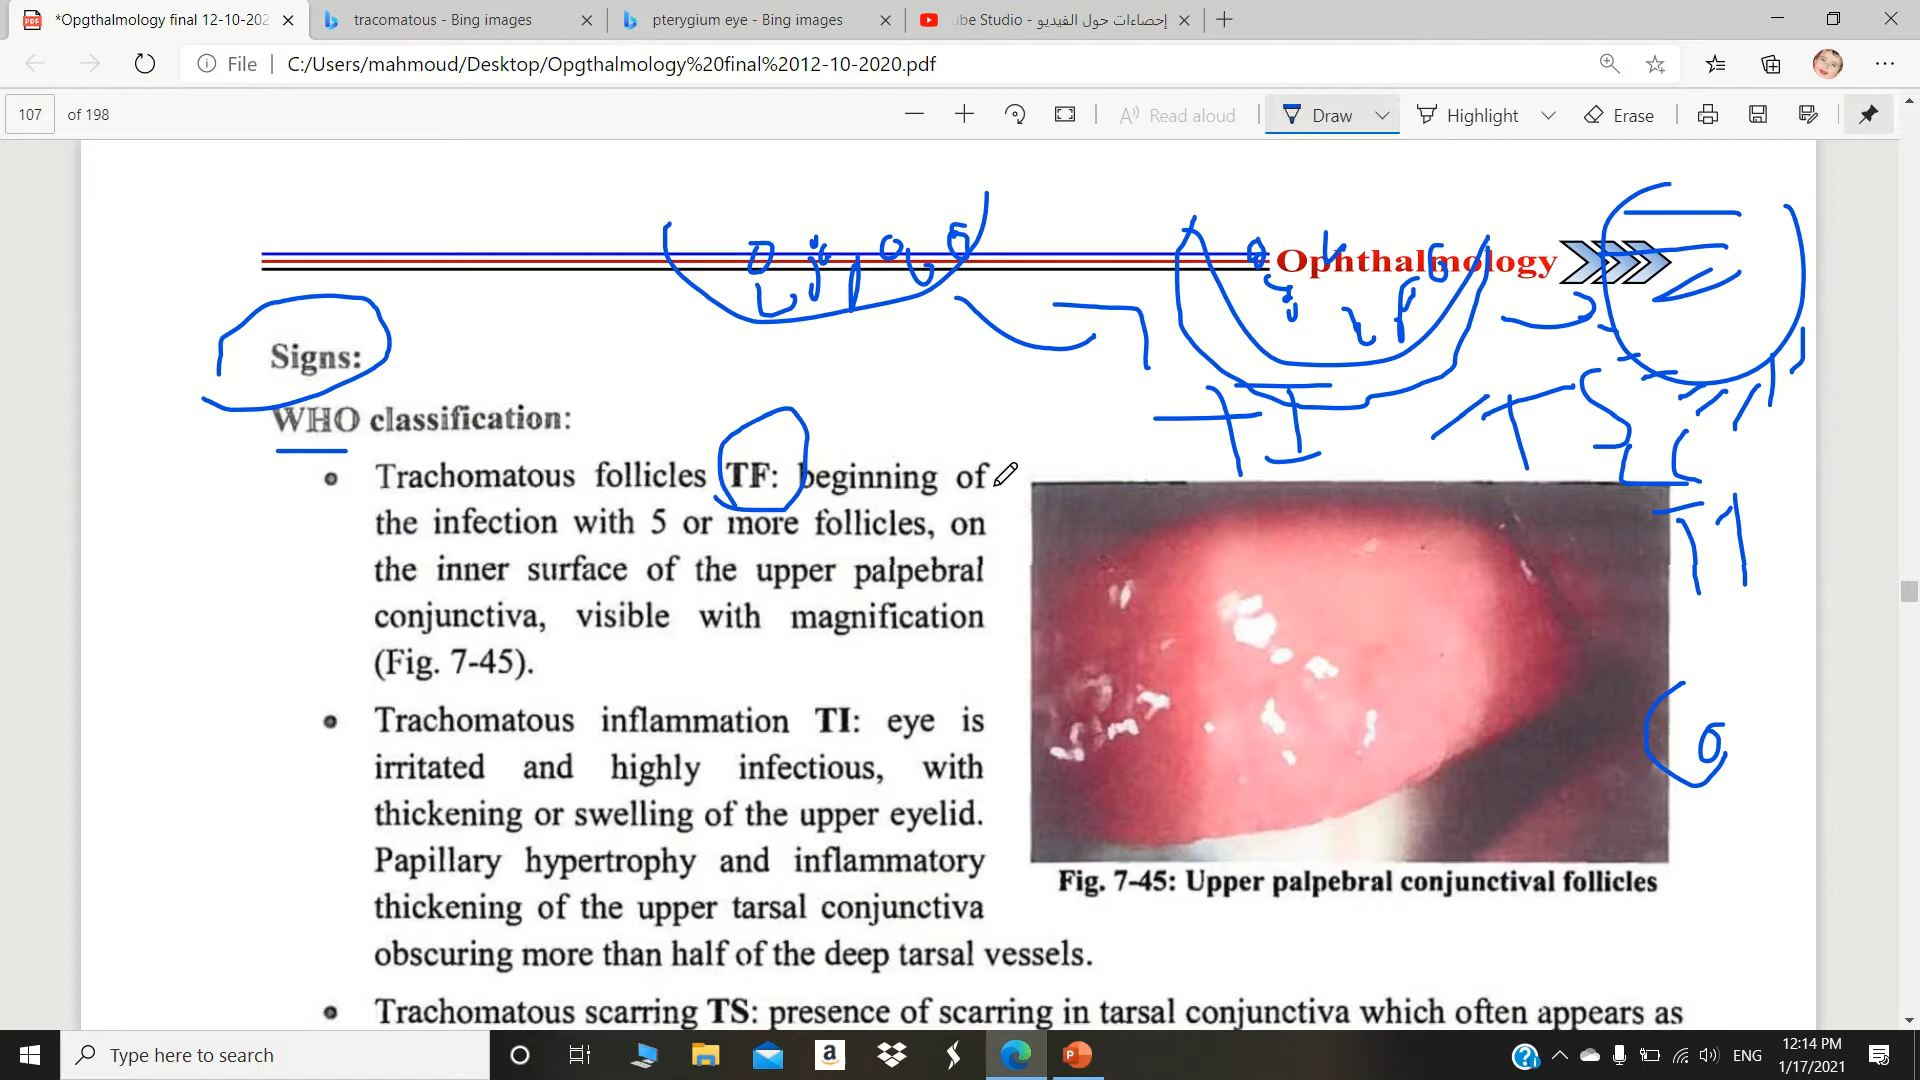 *Opgthalmology final 12-10-202
tracomatous - Bing images
pterygium eye - Bing images
إحصاءات حول الفيديو - ube Studio
File
C:/Users/mahmoud/Desktop/Opgthalmology%20final%2012-10-2020.pdf
107 of 198
Read aloud
Draw
Highlight
Erase
Ophthalmology
Signs:
WHO classification:
TI
TS
• Trachomatous follicles TF: beginning of
the infection with 5 or more follicles, on
the inner surface of the upper palpebral
conjunctiva, visible with magnification
(Fig. 7-45).
• Trachomatous inflammation TI: eye is
irritated and highly infectious, with
thickening or swelling of the upper eyelid.
Papillary hypertrophy and inflammatory
thickening of the upper tarsal conjunctiva
obscuring more than half of the deep tarsal vessels.
Fig. 7-45: Upper palpebral conjunctival follicles
• Trachomatous scarring TS: presence of scarring in tarsal conjunctiva which often appears as
Type here to search
ENG
12:14 PM
1/17/2021